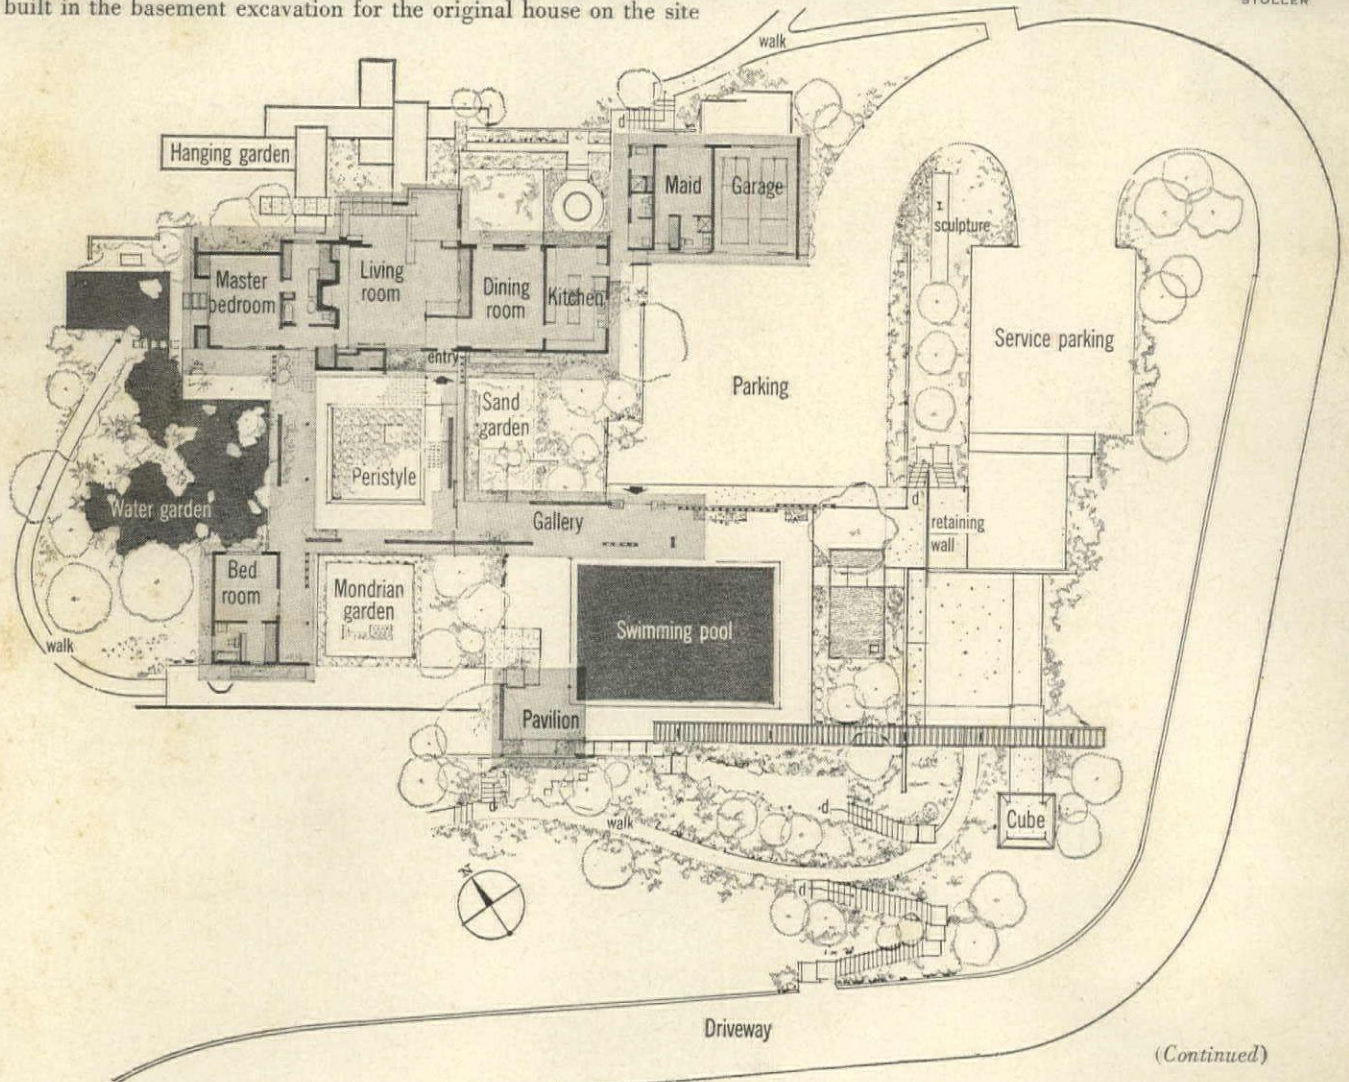 built in the basement excavation for the original house on the site
STOLLER
walk
d
Hanging garden
Maid
Garage
I
sculpture
Master
bedroom
Living
room
Dining
room
Kitchen
Service parking
entry
Parking
Sand
garden
Peristyle
Water garden
Gallery
d
retaining
wall
Bed
room
Mondrian
garden
Swimming pool
walk
Pavilion
d
walk
d
Cube
N
d
Driveway
(Continued)